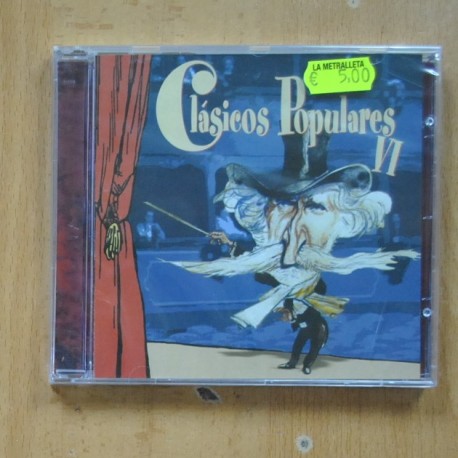 LA METRALLETA
€ 5,00
Clásicos Populares
VI